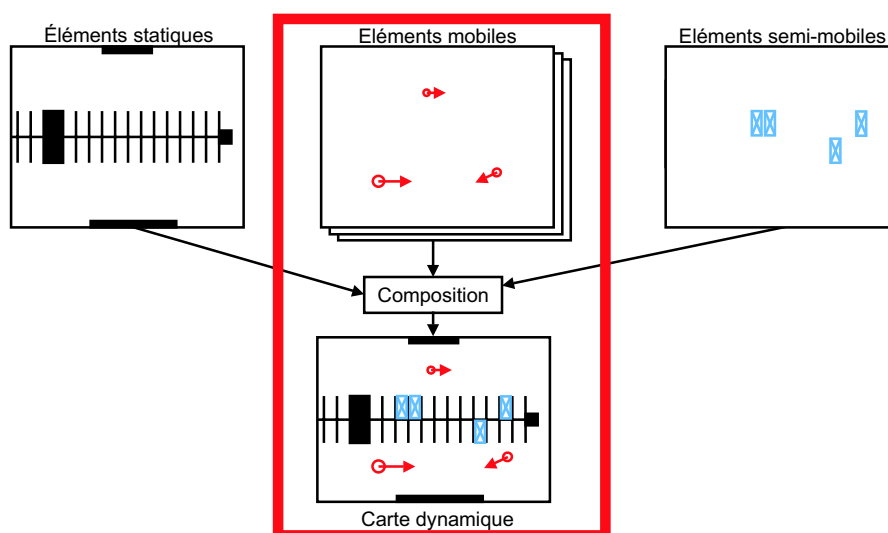 Éléments statiques
Eléments mobiles
Eléments semi-mobiles
Composition
Carte dynamique